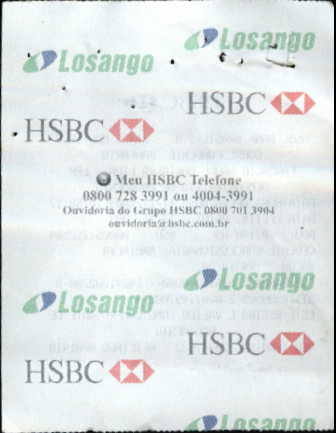 Losango
Losango
HSBC
HSBC
Meu HSBC Telefone
0800 728 3991 ou 4004-3991
Ouvidoria do Grupo HSBC 0800 701 3904
ouvidoria@hsbc.com.br
Losango
Losango
HSBC
HSBC
Losango